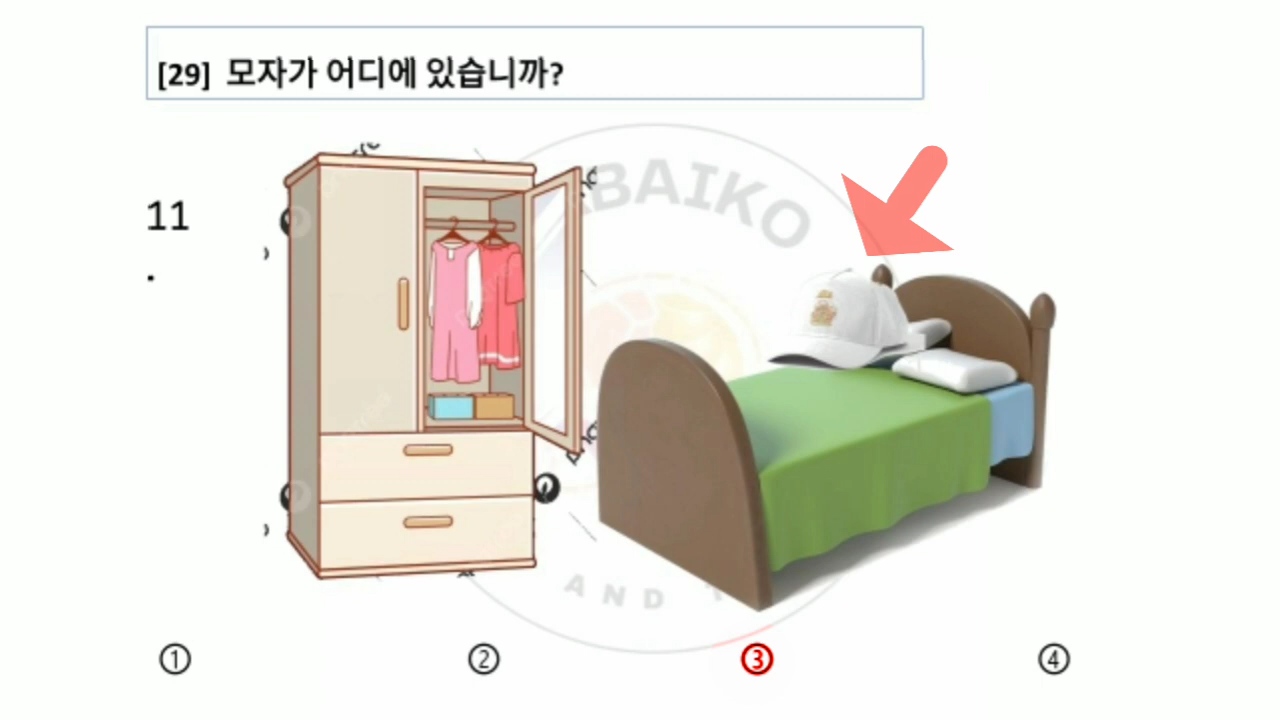 [29] 모자가 어디에 있습니까?
BAIKO
11
.
AND
① ② ③ ④